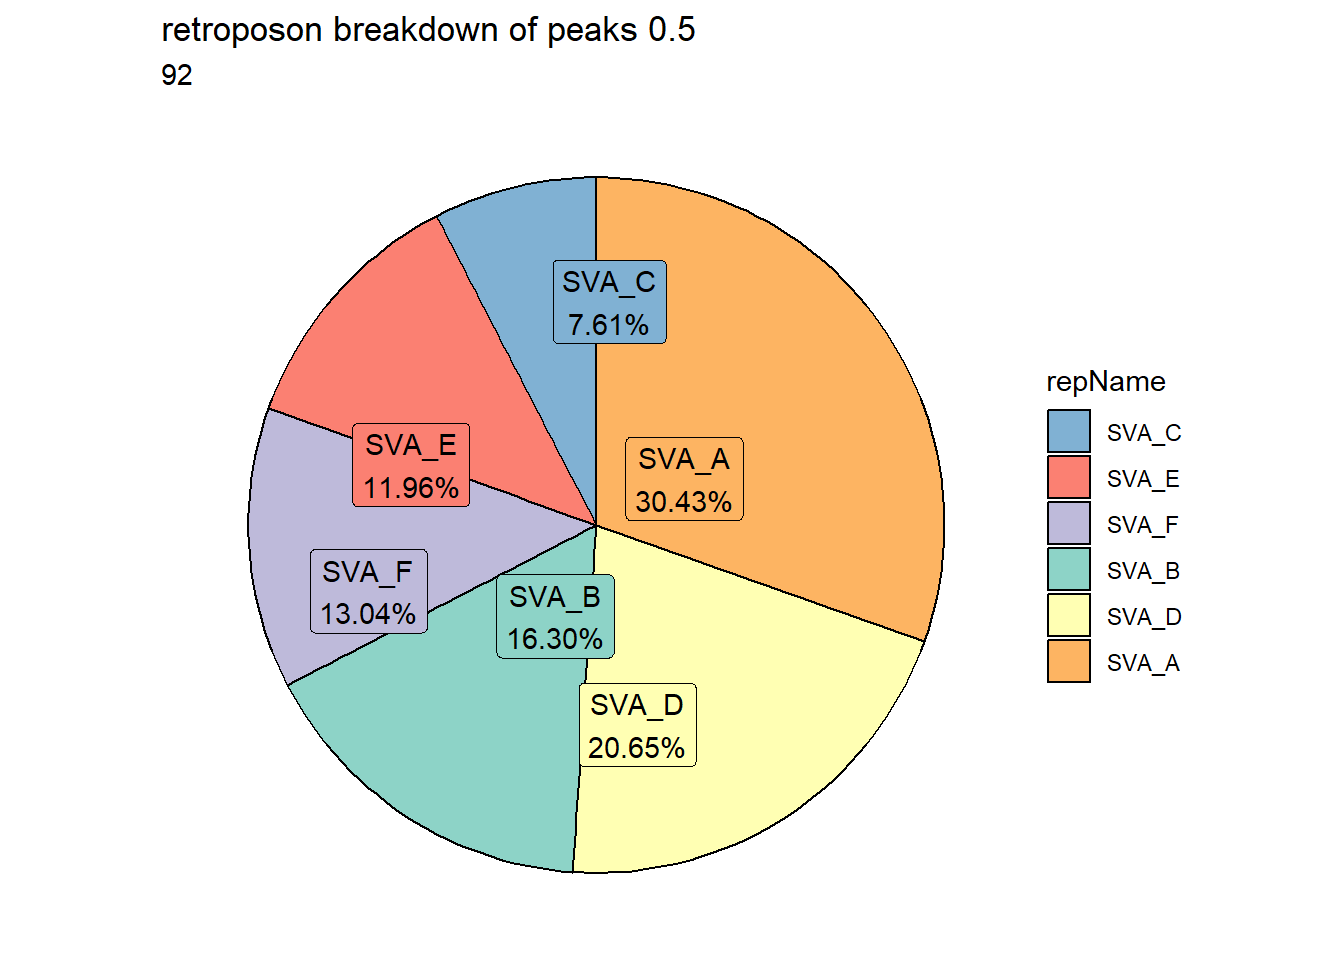 retroposon breakdown of peaks 0.5
92
SVA_C
7.61%
SVA_A
30.43%
SVA_E
11.96%
SVA_F
13.04%
SVA_B
16.30%
SVA_D
20.65%
repName
SVA_C
SVA_E
SVA_F
SVA_B
SVA_D
SVA_A